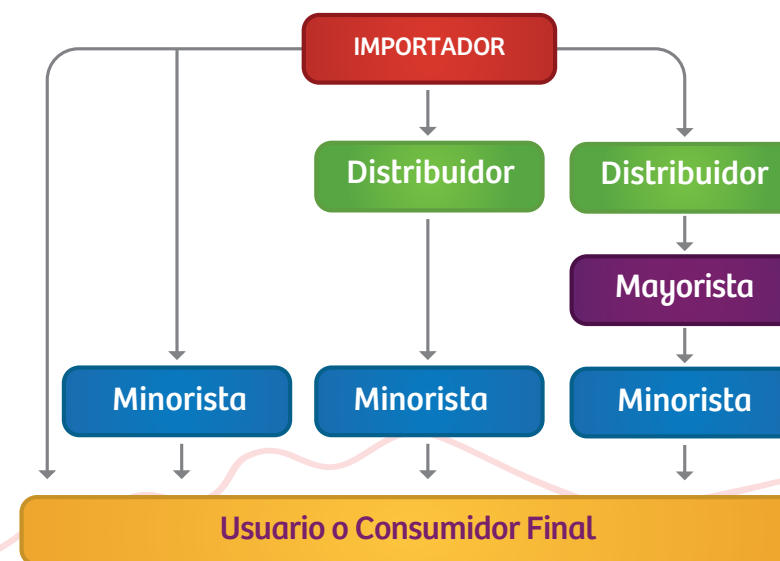 IMPORTADOR
Distribuidor
Distribuidor
Mayorista
Minorista
Minorista
Minorista
Usuario o Consumidor Final